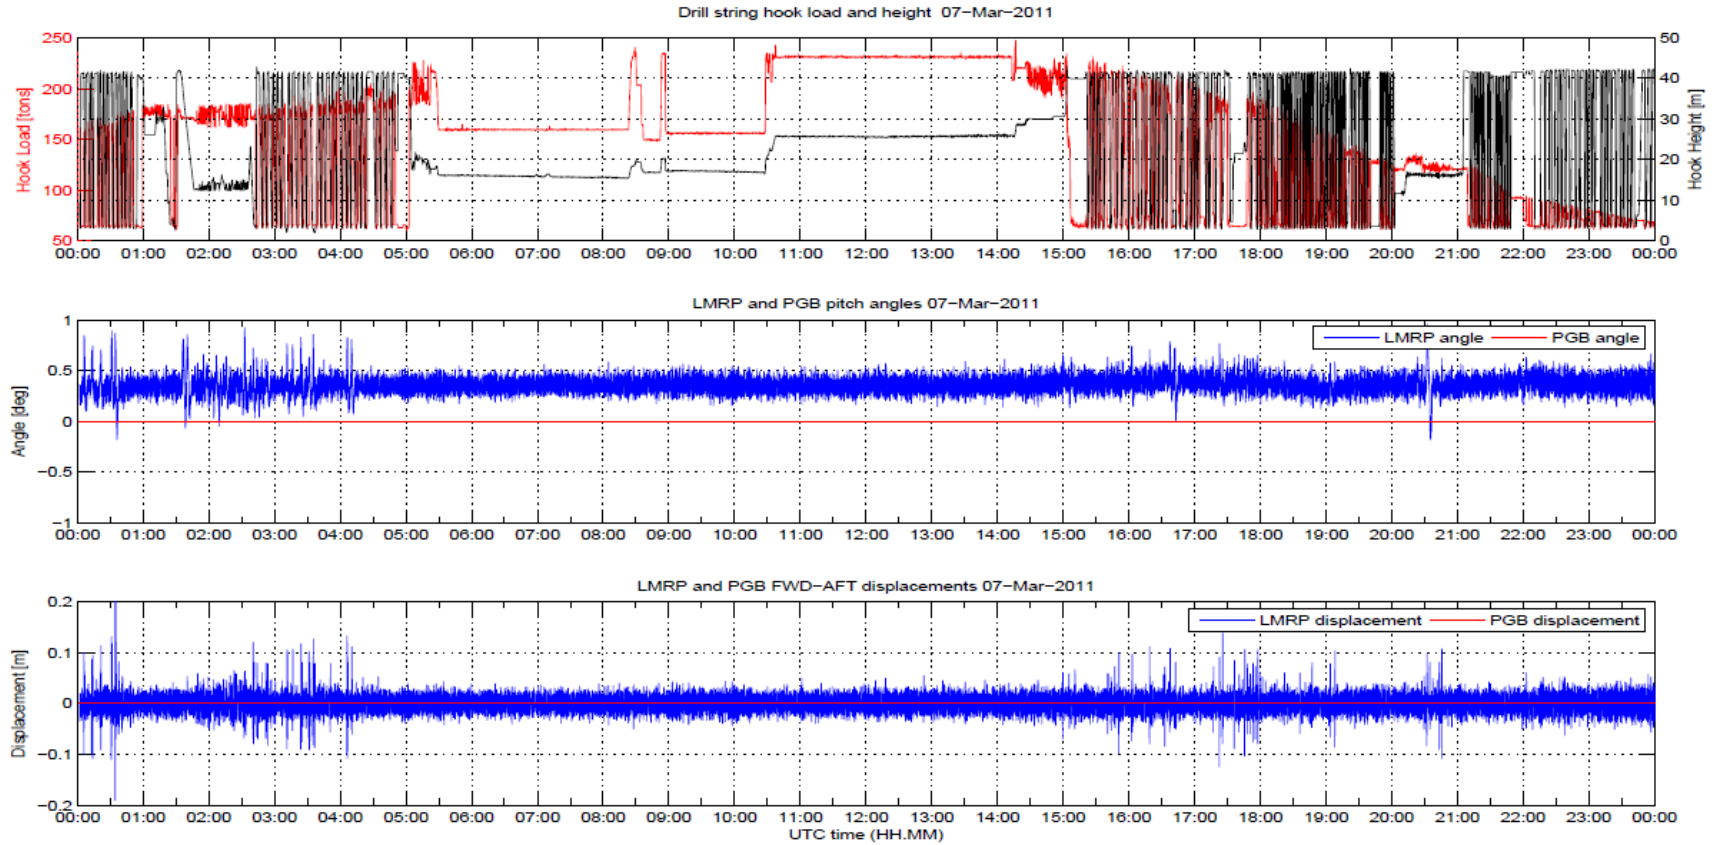 Drill string hook load and height 07-Mar-2011
Hook Load [tons]
250
200
150
100
50
Hook Height [m]
50
40
30
20
10
0
00:00 01:00 02:00 03:00 04:00 05:00 06:00 07:00 08:00 09:00 10:00 11:00 12:00 13:00 14:00 15:00 16:00 17:00 18:00 19:00 20:00 21:00 22:00 23:00 00:00
LMRP and PGB pitch angles 07-Mar-2011
LMRP angle PGB angle
Angle [deg]
1
0.5
0
-0.5
-1
00:00 01:00 02:00 03:00 04:00 05:00 06:00 07:00 08:00 09:00 10:00 11:00 12:00 13:00 14:00 15:00 16:00 17:00 18:00 19:00 20:00 21:00 22:00 23:00 00:00
LMRP and PGB FWD-AFT displacements 07-Mar-2011
LMRP displacement PGB displacement
Displacement [m]
0.2
0.1
0
-0.1
-0.2
00:00 01:00 02:00 03:00 04:00 05:00 06:00 07:00 08:00 09:00 10:00 11:00 12:00 13:00 14:00 15:00 16:00 17:00 18:00 19:00 20:00 21:00 22:00 23:00 00:00
UTC time (HH.MM)